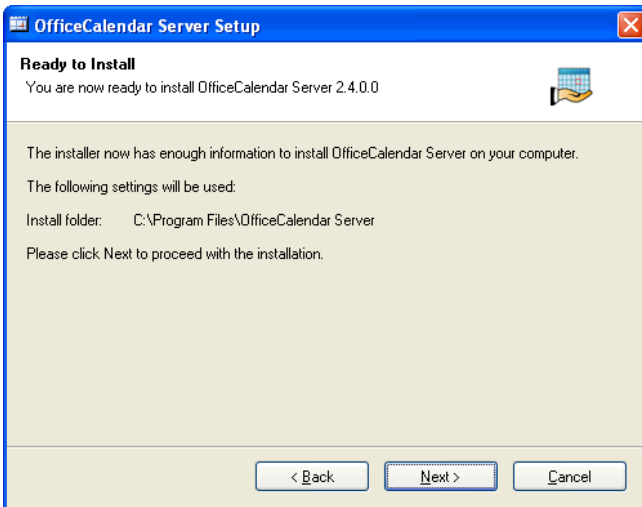 OfficeCalendar Server Setup
Ready to Install
You are now ready to install OfficeCalendar Server 2.4.0.0
The installer now has enough information to install OfficeCalendar Server on your computer.
The following settings will be used:
Install folder: C:\Program Files\OfficeCalendar Server
Please click Next to proceed with the installation.
< Back Next > Cancel